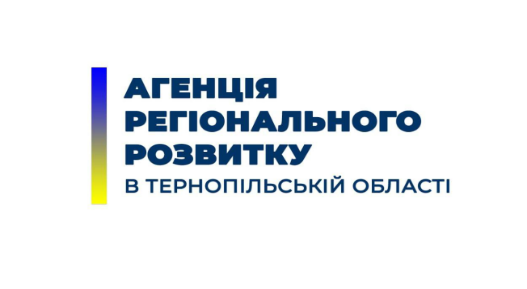 АГЕНЦІЯ
РЕГІОНАЛЬНОГО
РОЗВИТКУ
В ТЕРНОПІЛЬСЬКІЙ ОБЛАСТІ